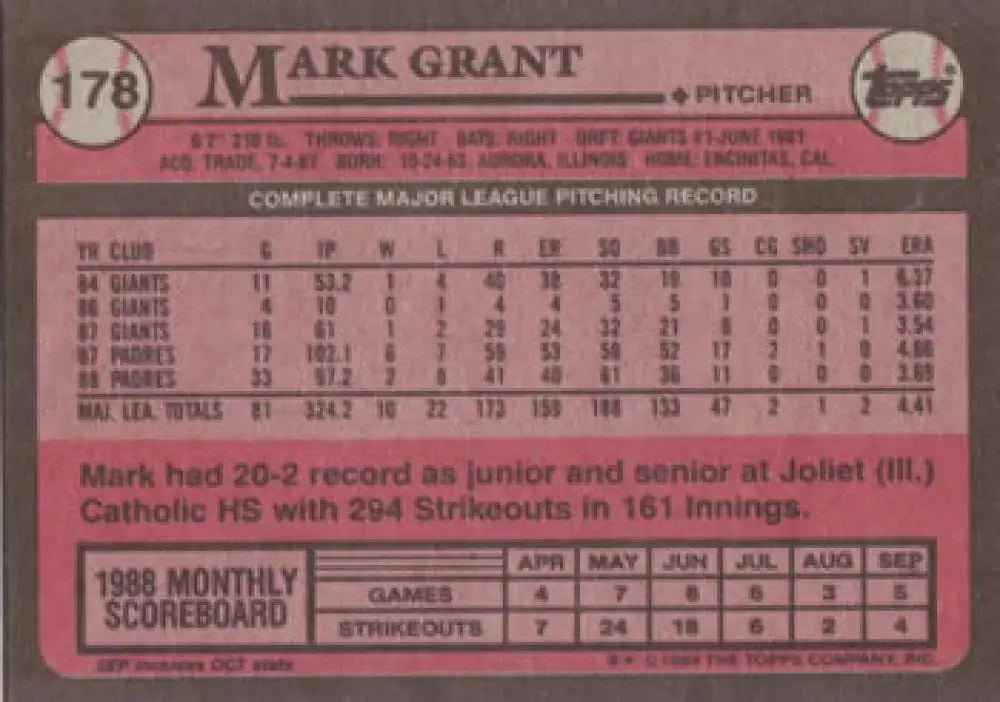 178
MARK GRANT
PITCHER
TOPPS®
6'2" 210 lb. THROWS: RIGHT BATS: RIGHT DRFT: GIANTS #1-JUNE, 1981
ACQ. TRADE, 7-4-87 BORN: 10-24-63, AURORA, ILLINOIS HOME: ENCINITAS, CAL.
COMPLETE MAJOR LEAGUE PITCHING RECORD
YR CLUB G IP W L R ER SO BB GS CG SHO SV ERA
84 GIANTS 11 53.2 1 4 40 38 32 19 10 0 0 1 6.37
86 GIANTS 4 10 0 1 4 4 5 5 1 0 0 0 3.60
87 GIANTS 16 61 1 2 29 24 32 21 8 0 0 1 3.54
87 PADRES 17 102.1 6 7 59 53 58 52 17 2 1 0 4.66
88 PADRES 33 97.2 2 8 41 40 61 36 11 0 0 0 3.69
MAJ. LEA. TOTALS 81 324.2 10 22 173 159 188 133 47 2 1 2 4.41
Mark had 20-2 record as junior and senior at Joliet (Ill.)
Catholic HS with 294 Strikeouts in 161 Innings.
1988 MONTHLY
SCOREBOARD
APR MAY JUN JUL AUG SEP
GAMES 4 7 8 6 3 5
STRIKEOUTS 7 24 18 6 2 4
SEP includes OCT stats
© 1989 THE TOPPS COMPANY, INC.